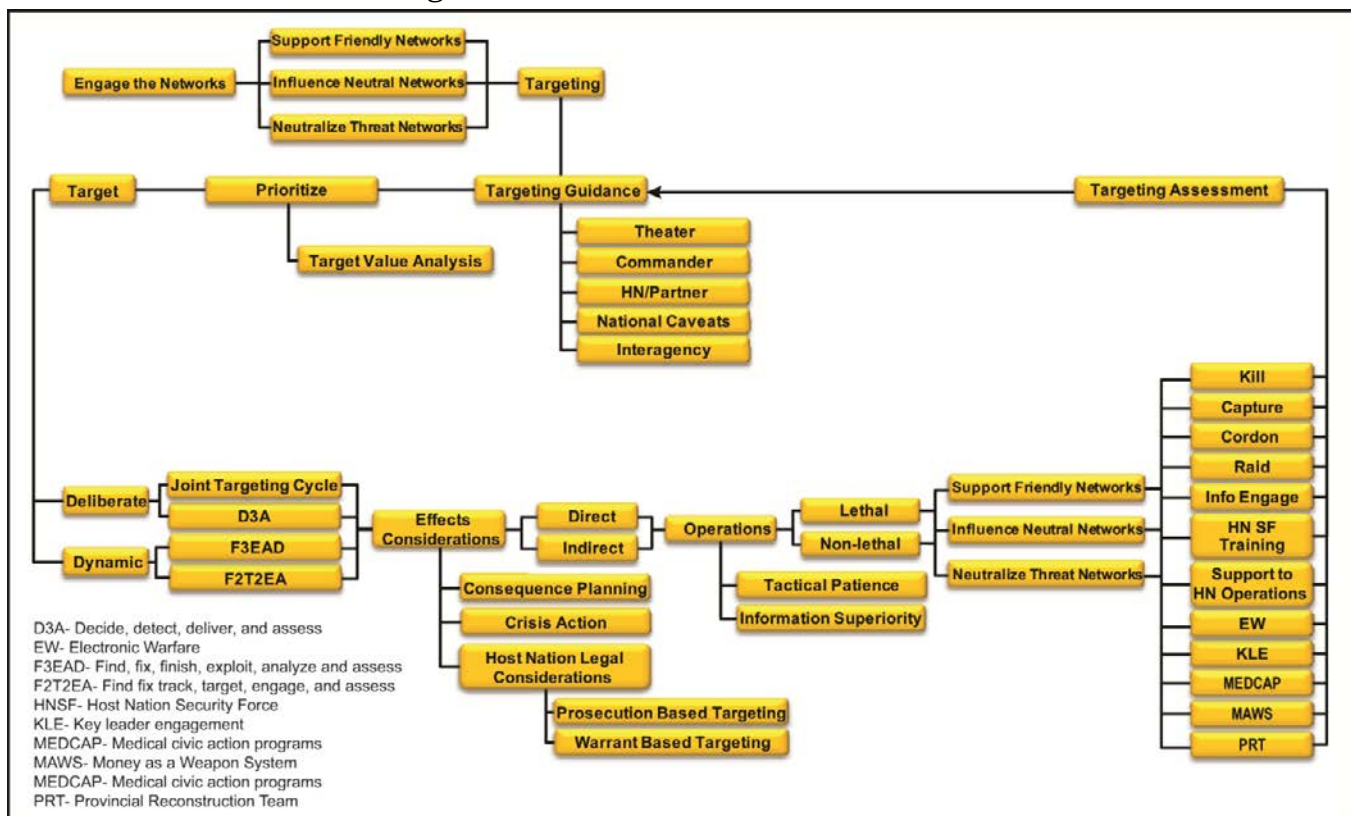 Support Friendly Networks
Engage the Networks
Influence Neutral Networks
Targeting
Neutralize Threat Networks
Target
Prioritize
Targeting Guidance
Targeting Assessment
Target Value Analysis
Theater
Commander
HN/Partner
National Caveats
Interagency
Deliberate
Joint Targeting Cycle
D3A
Dynamic
F3EAD
F2T2EA
Effects
Considerations
Direct
Indirect
Consequence Planning
Crisis Action
Host Nation Legal
Considerations
Prosecution Based Targeting
Warrant Based Targeting
Operations
Lethal
Non-lethal
Tactical Patience
Information Superiority
Support Friendly Networks
Influence Neutral Networks
Neutralize Threat Networks
Kill
Capture
Cordon
Raid
Info Engage
HN SF
Training
Support to
HN Operations
EW
KLE
MEDCAP
MAWS
PRT
D3A- Decide, detect, deliver, and assess
EW- Electronic Warfare
F3EAD- Find, fix, finish, exploit, analyze and assess
F2T2EA- Find fix track, target, engage, and assess
HNSF- Host Nation Security Force
KLE- Key leader engagement
MEDCAP- Medical civic action programs
MAWS- Money as a Weapon System
MEDCAP- Medical civic action programs
PRT- Provincial Reconstruction Team